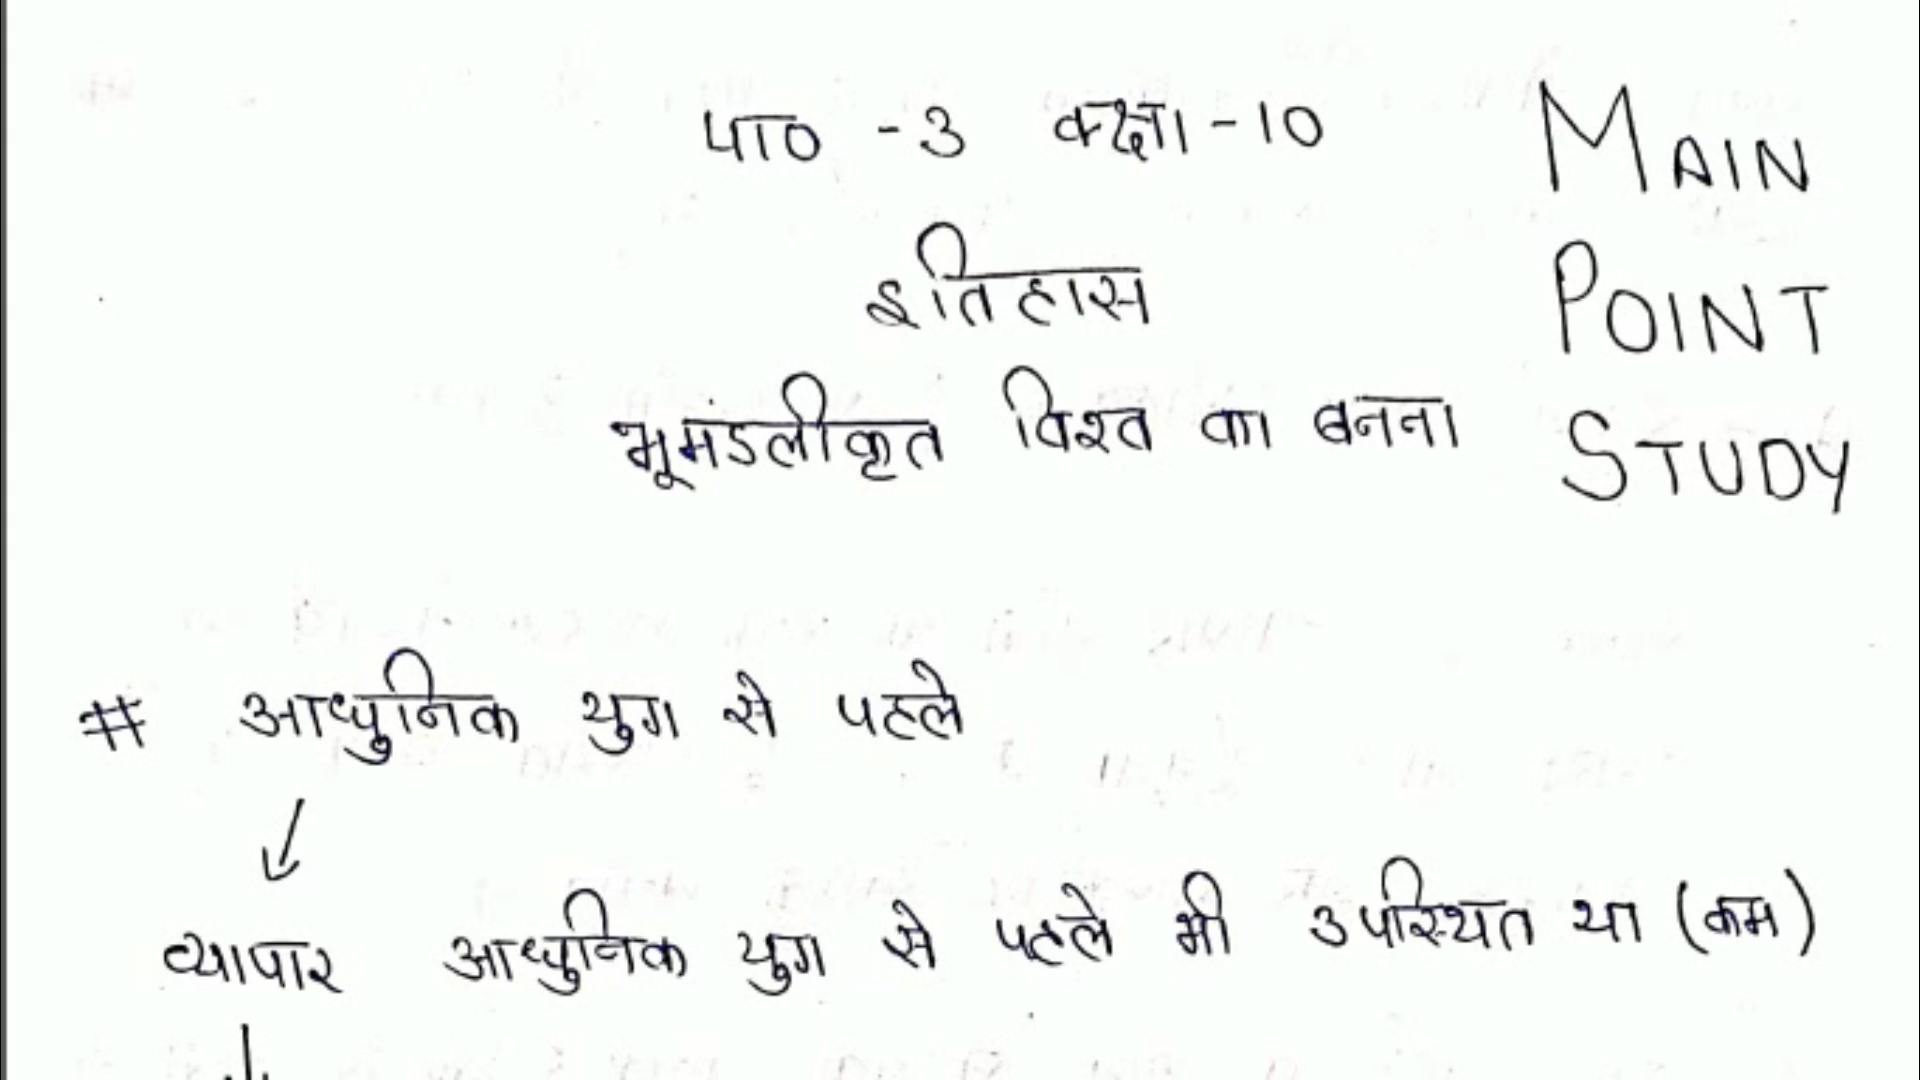 पाठ -3 कक्षा-10
MAIN
इतिहास
POINT
भूमंडलीकृत विश्व का बनना
STUDY
# आधुनिक युग से पहले
व्यापार आधुनिक युग से पहले भी उपस्थित था (कम)